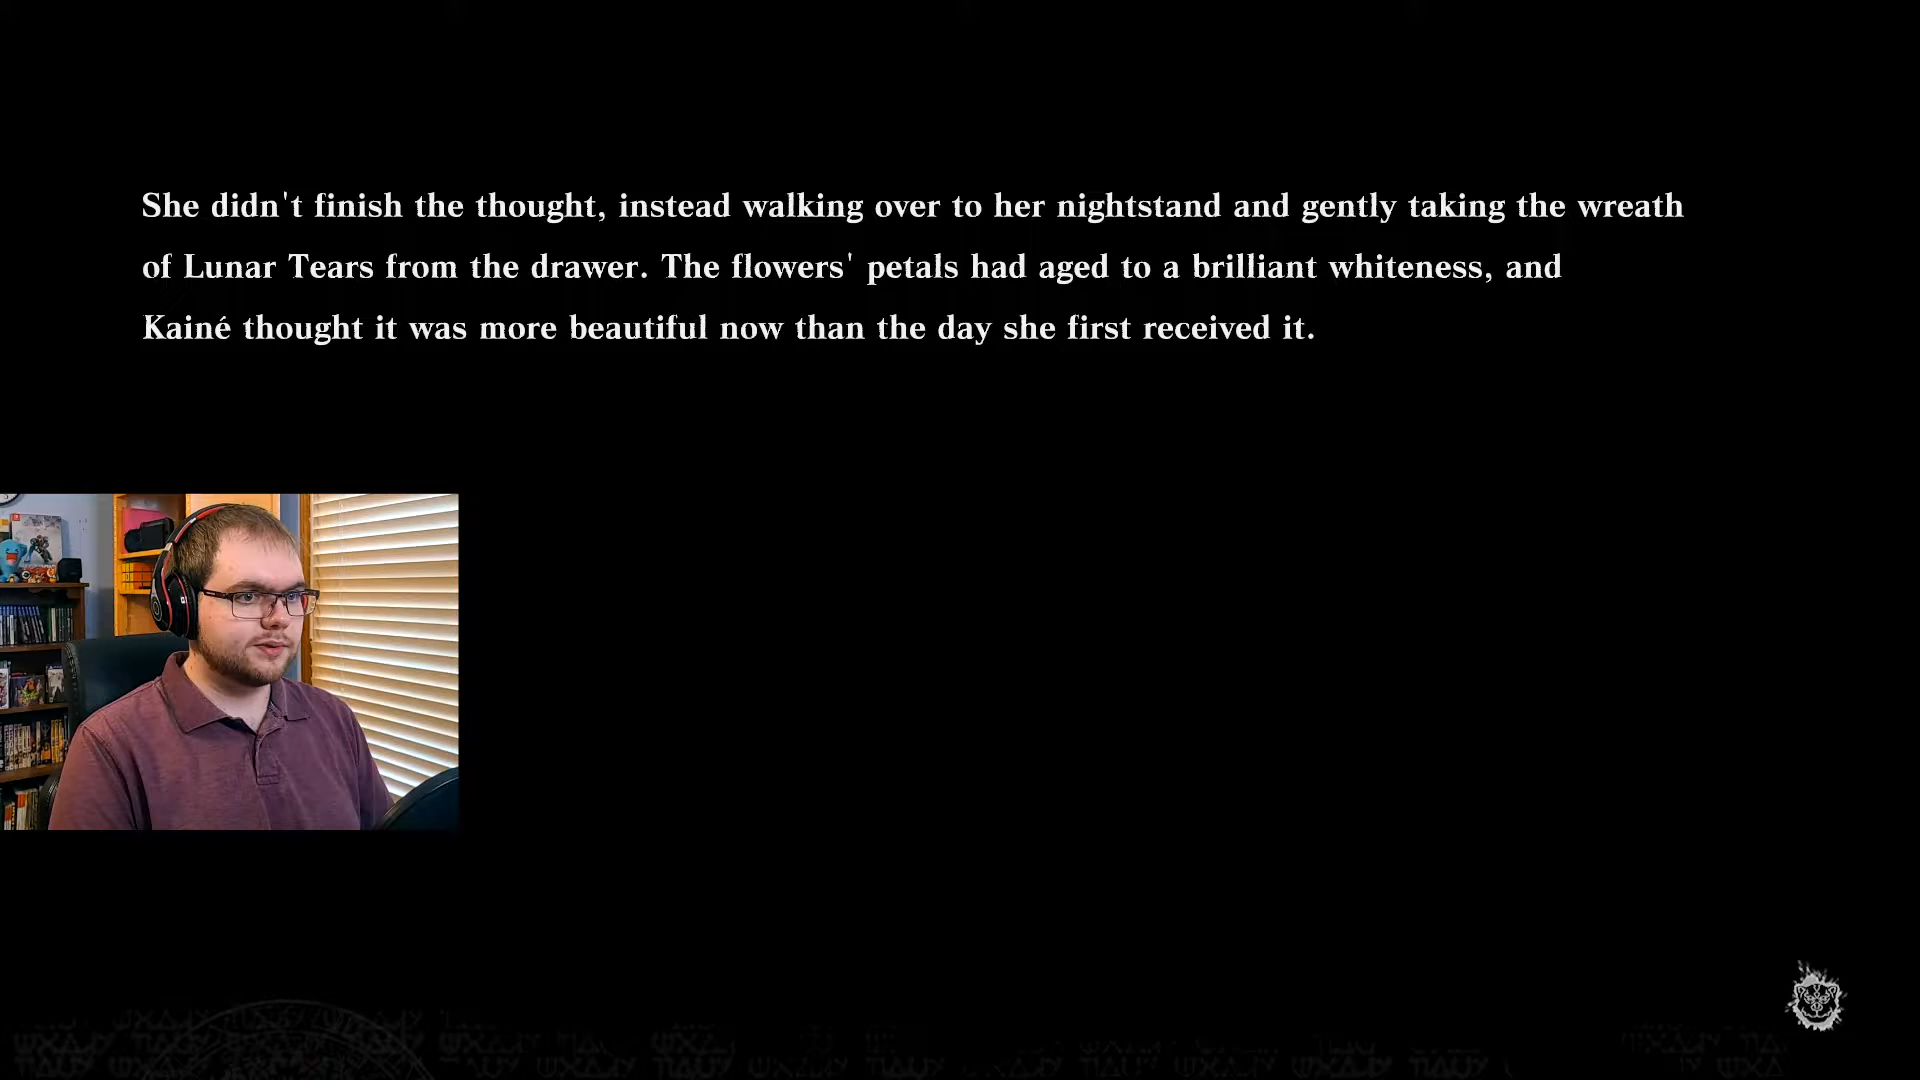 She didn't finish the thought, instead walking over to her nightstand and gently taking the wreath
of Lunar Tears from the drawer. The flowers' petals had aged to a brilliant whiteness, and
Kainé thought it was more beautiful now than the day she first received it.